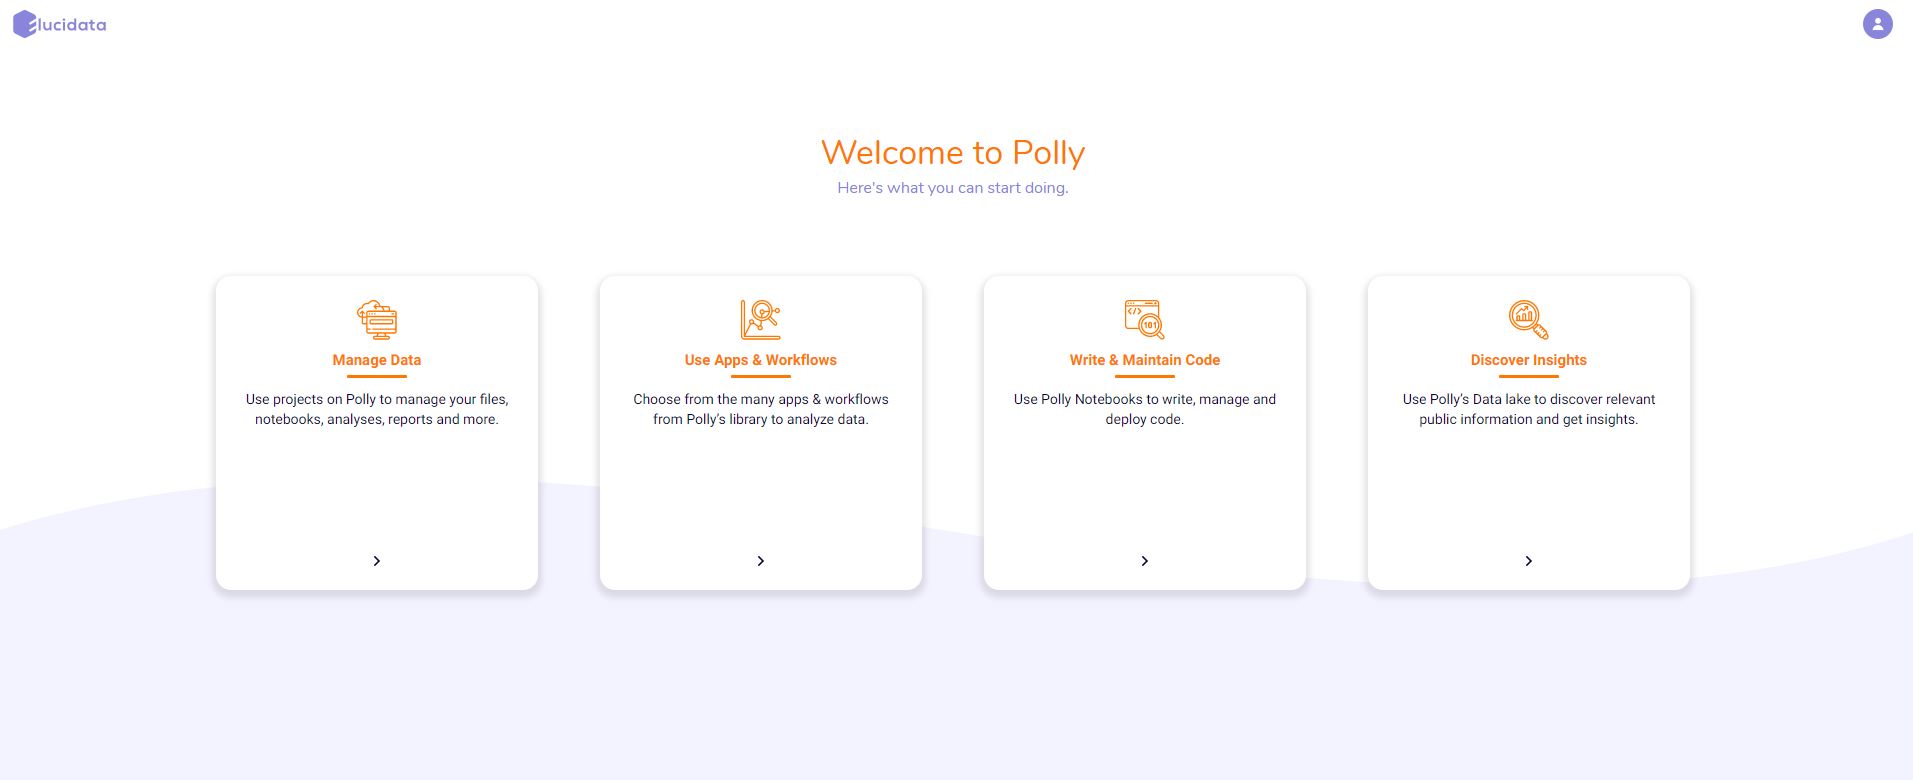 Elucidata
Welcome to Polly
Here's what you can start doing.
Manage Data
Use projects on Polly to manage your files,
notebooks, analyses, reports and more.
Use Apps & Workflows
Choose from the many apps & workflows
from Polly’s library to analyze data.
</>
101
Write & Maintain Code
Use Polly Notebooks to write, manage and
deploy code.
Discover Insights
Use Polly’s Data lake to discover relevant
public information and get insights.